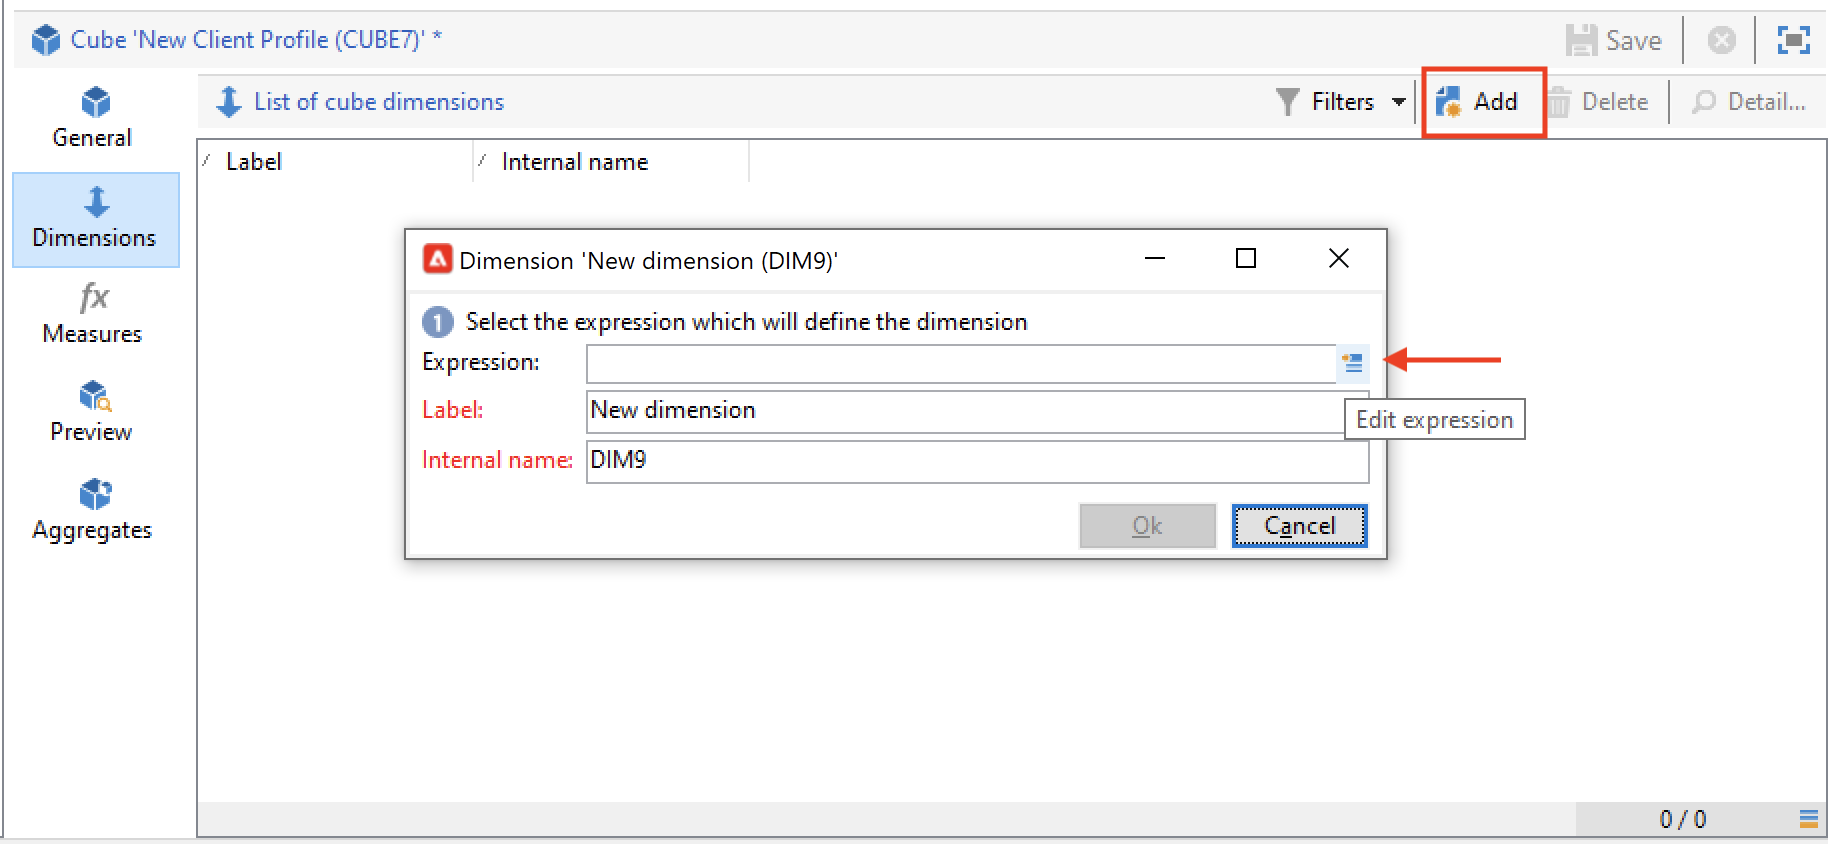 Cube 'New Client Profile (CUBE7)' *
Save
General
Dimensions
fx
Measures
Preview
Aggregates
List of cube dimensions
Filters
Add
Delete
Detail...
Label
Internal name
Dimension 'New dimension (DIM9)'
1 Select the expression which will define the dimension
Expression:
Label: New dimension
Edit expression
Internal name: DIM9
Ok
Cancel
0 / 0